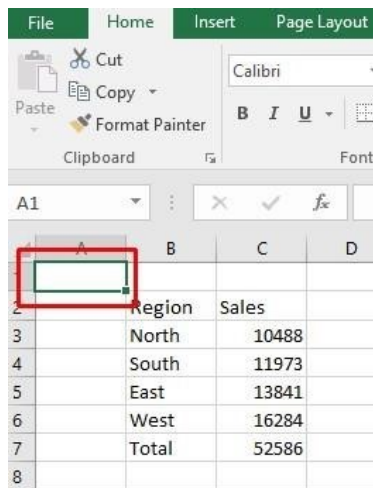 File Home Insert Page Layout
Cut
Calibri
Copy
Paste
B I U
Format Painter
Clipboard
Font
A1
fx
A B C D
1
2 Region Sales
3 North 10488
4 South 11973
5 East 13841
6 West 16284
7 Total 52586
8